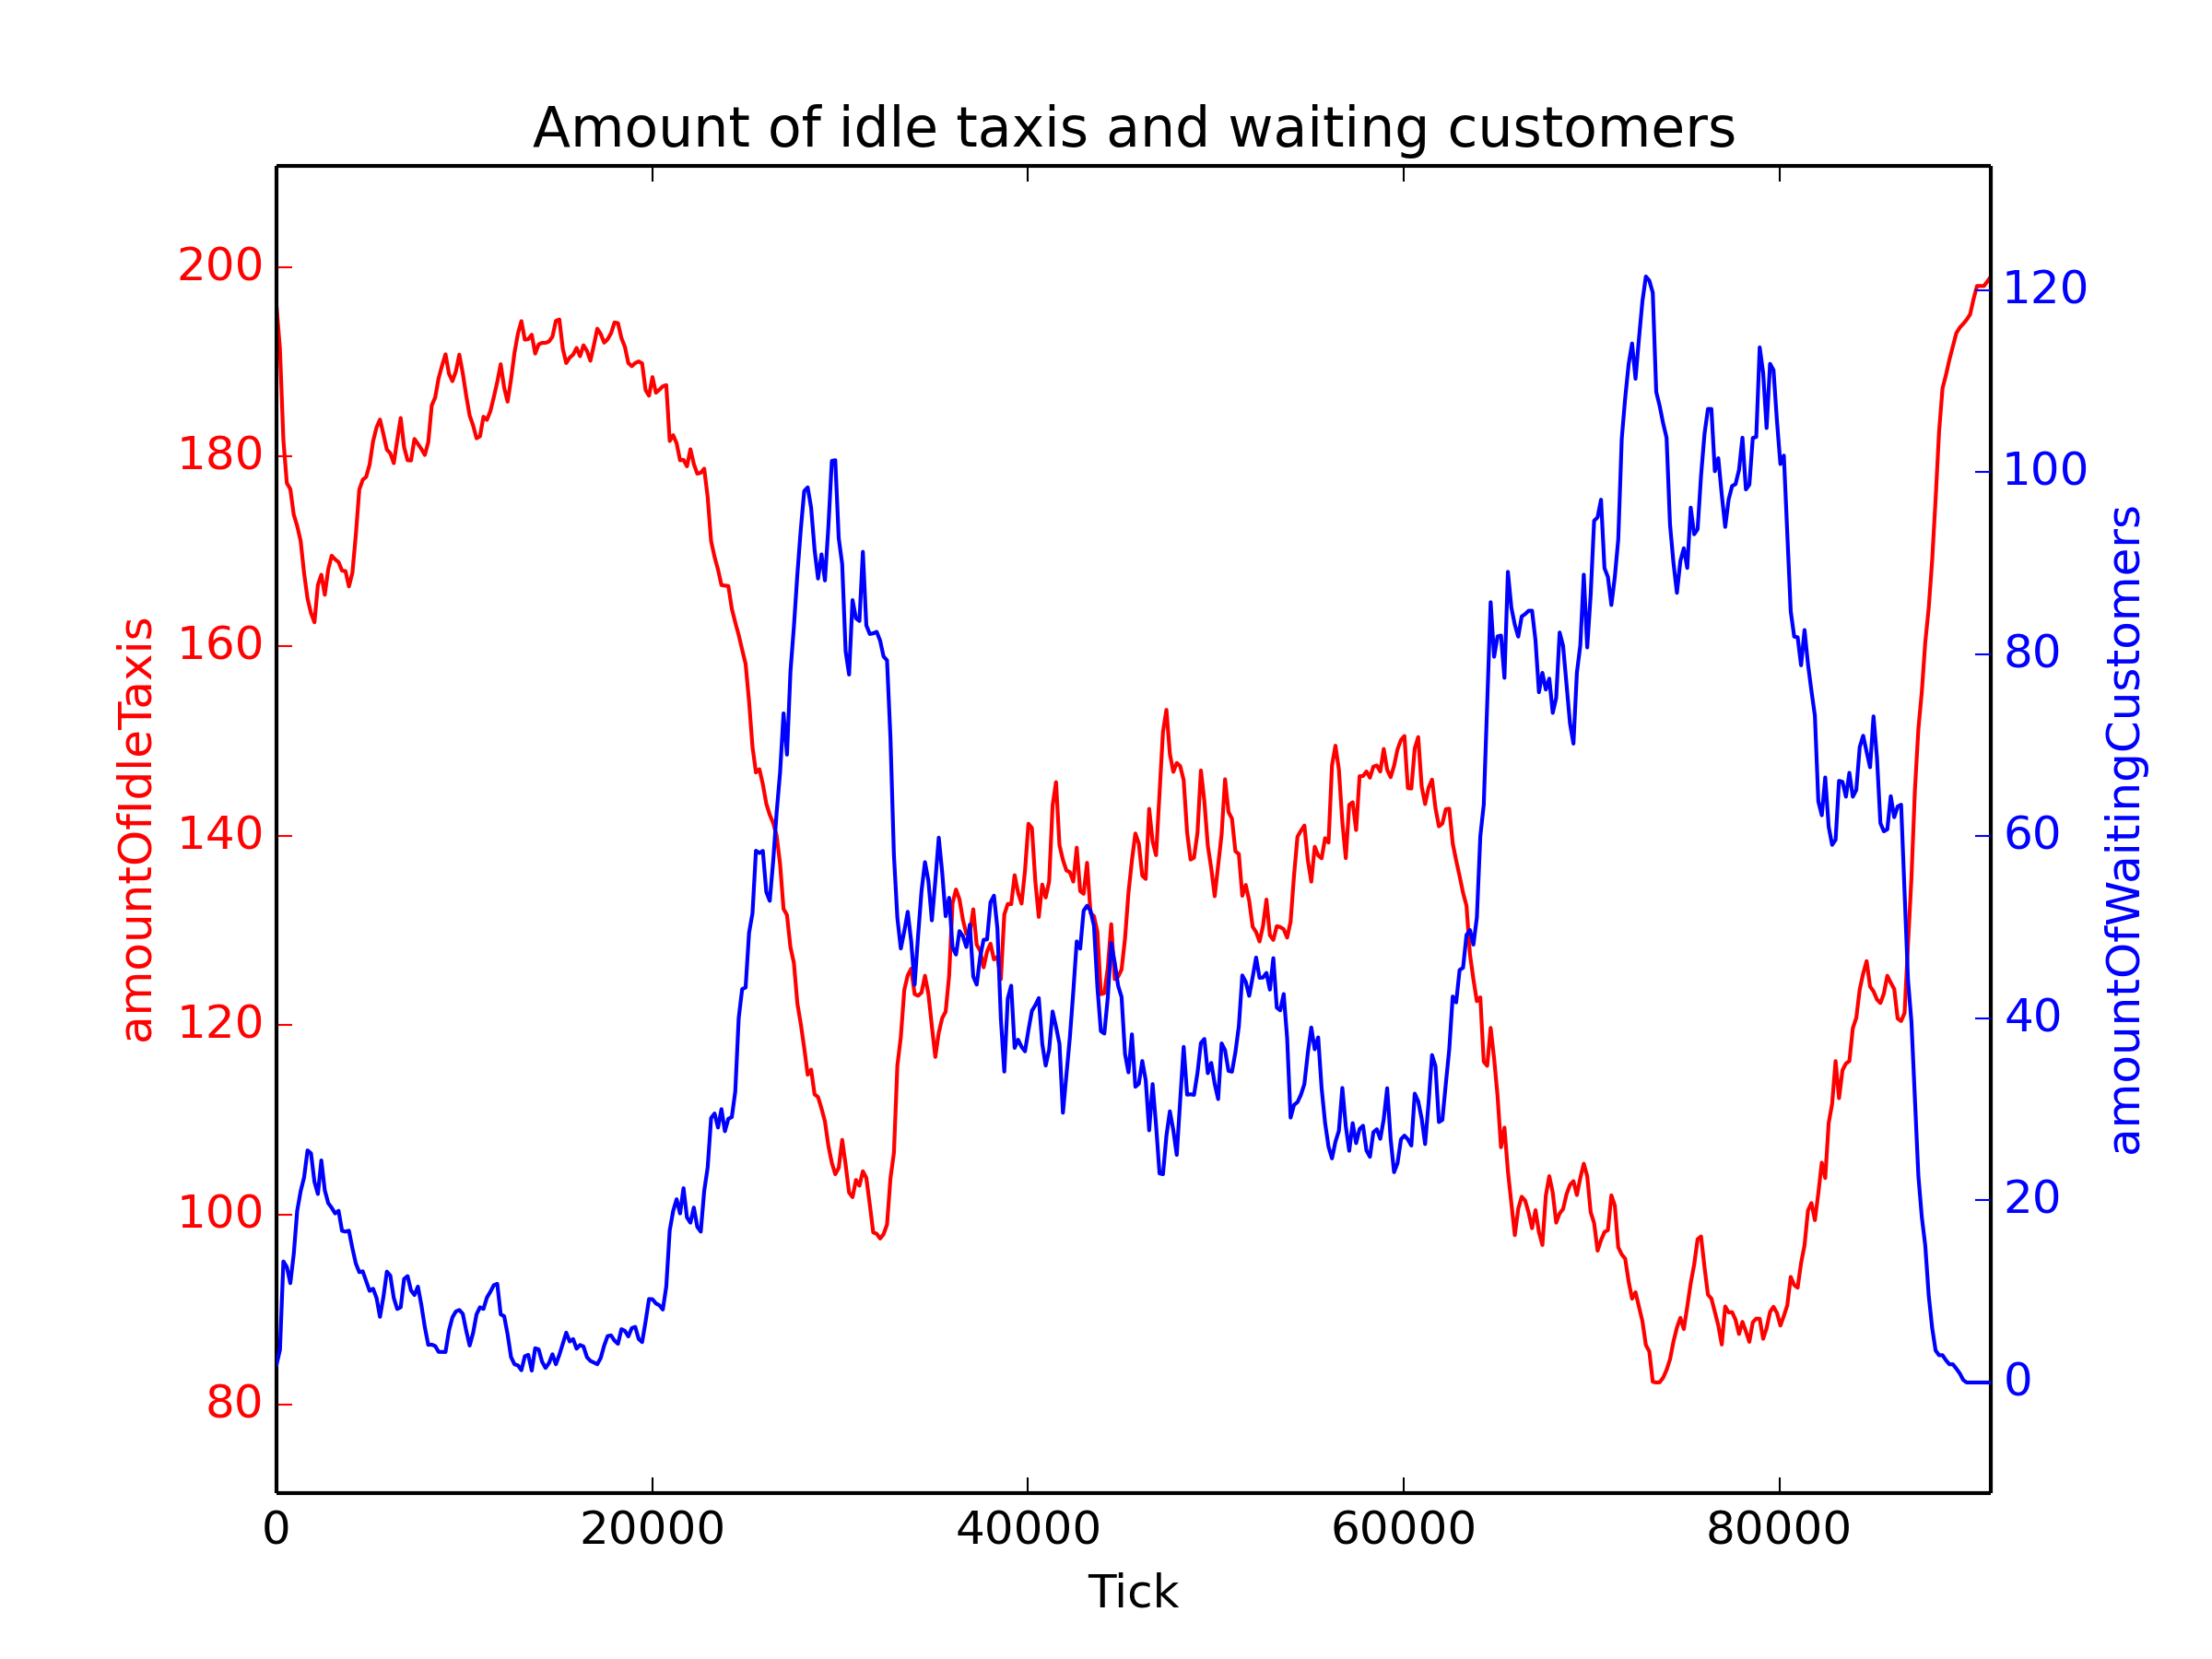 Amount of idle taxis and waiting customers
200
180
160
140
120
100
80
amountOfIdleTaxis
120
100
80
60
40
20
0
amountOfWaitingCustomers
0 20000 40000 60000 80000
Tick